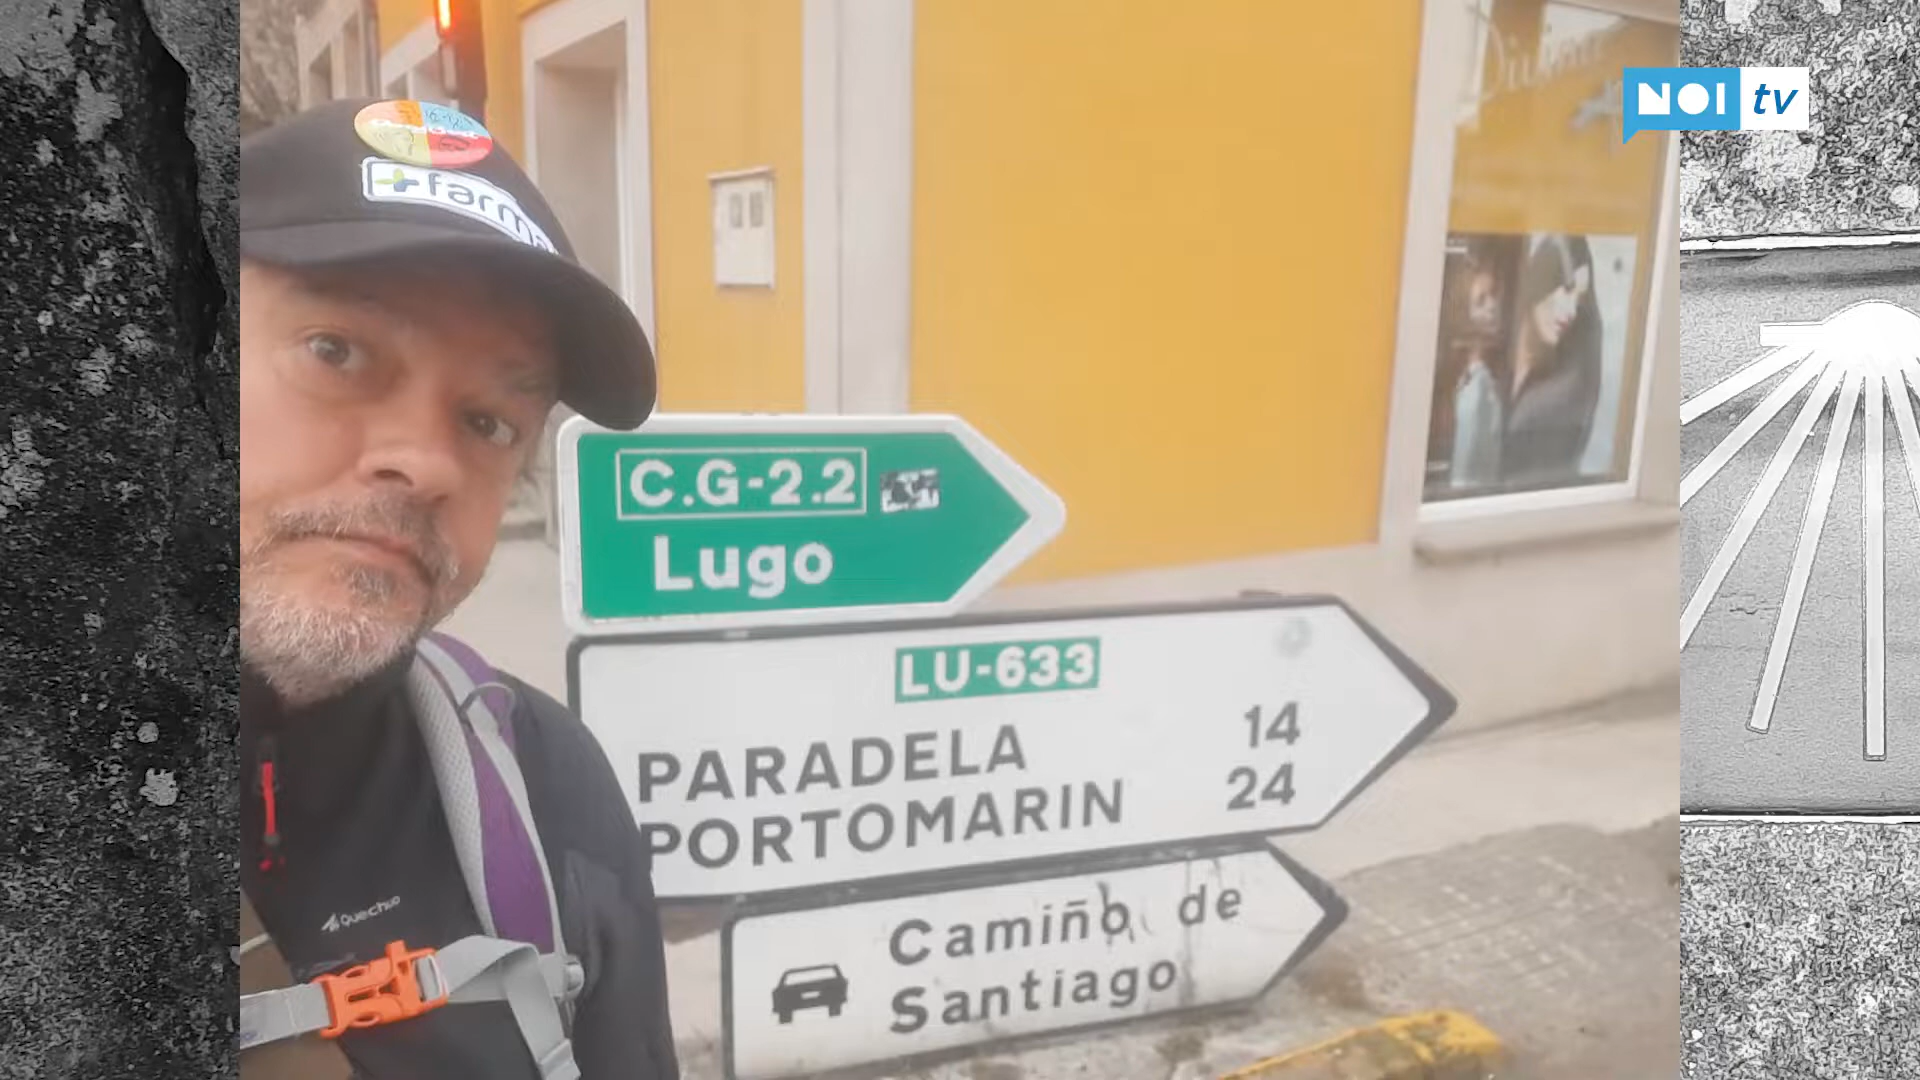 NOI tv
+farma
C.G-2.2
Lugo
LU-633
PARADELA 14
PORTOMARIN 24
Camiño de
Santiago
Quechua